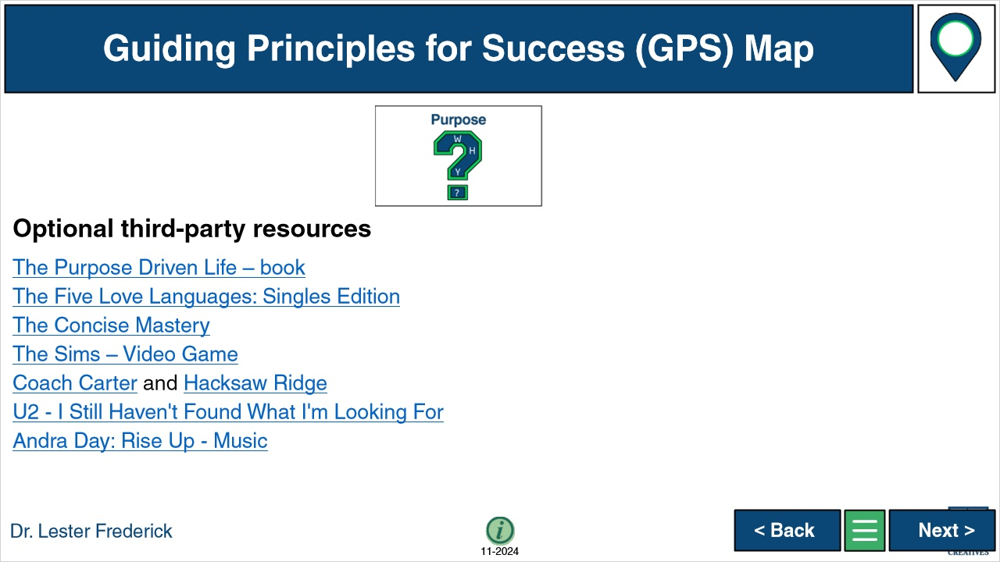 Guiding Principles for Success (GPS) Map
Purpose
W
H
Y
?
Optional third-party resources
The Purpose Driven Life – book
The Five Love Languages: Singles Edition
The Concise Mastery
The Sims – Video Game
Coach Carter and Hacksaw Ridge
U2 - I Still Haven't Found What I'm Looking For
Andra Day: Rise Up - Music
Dr. Lester Frederick
i
11-2024
< Back
Next >
CREATIVES